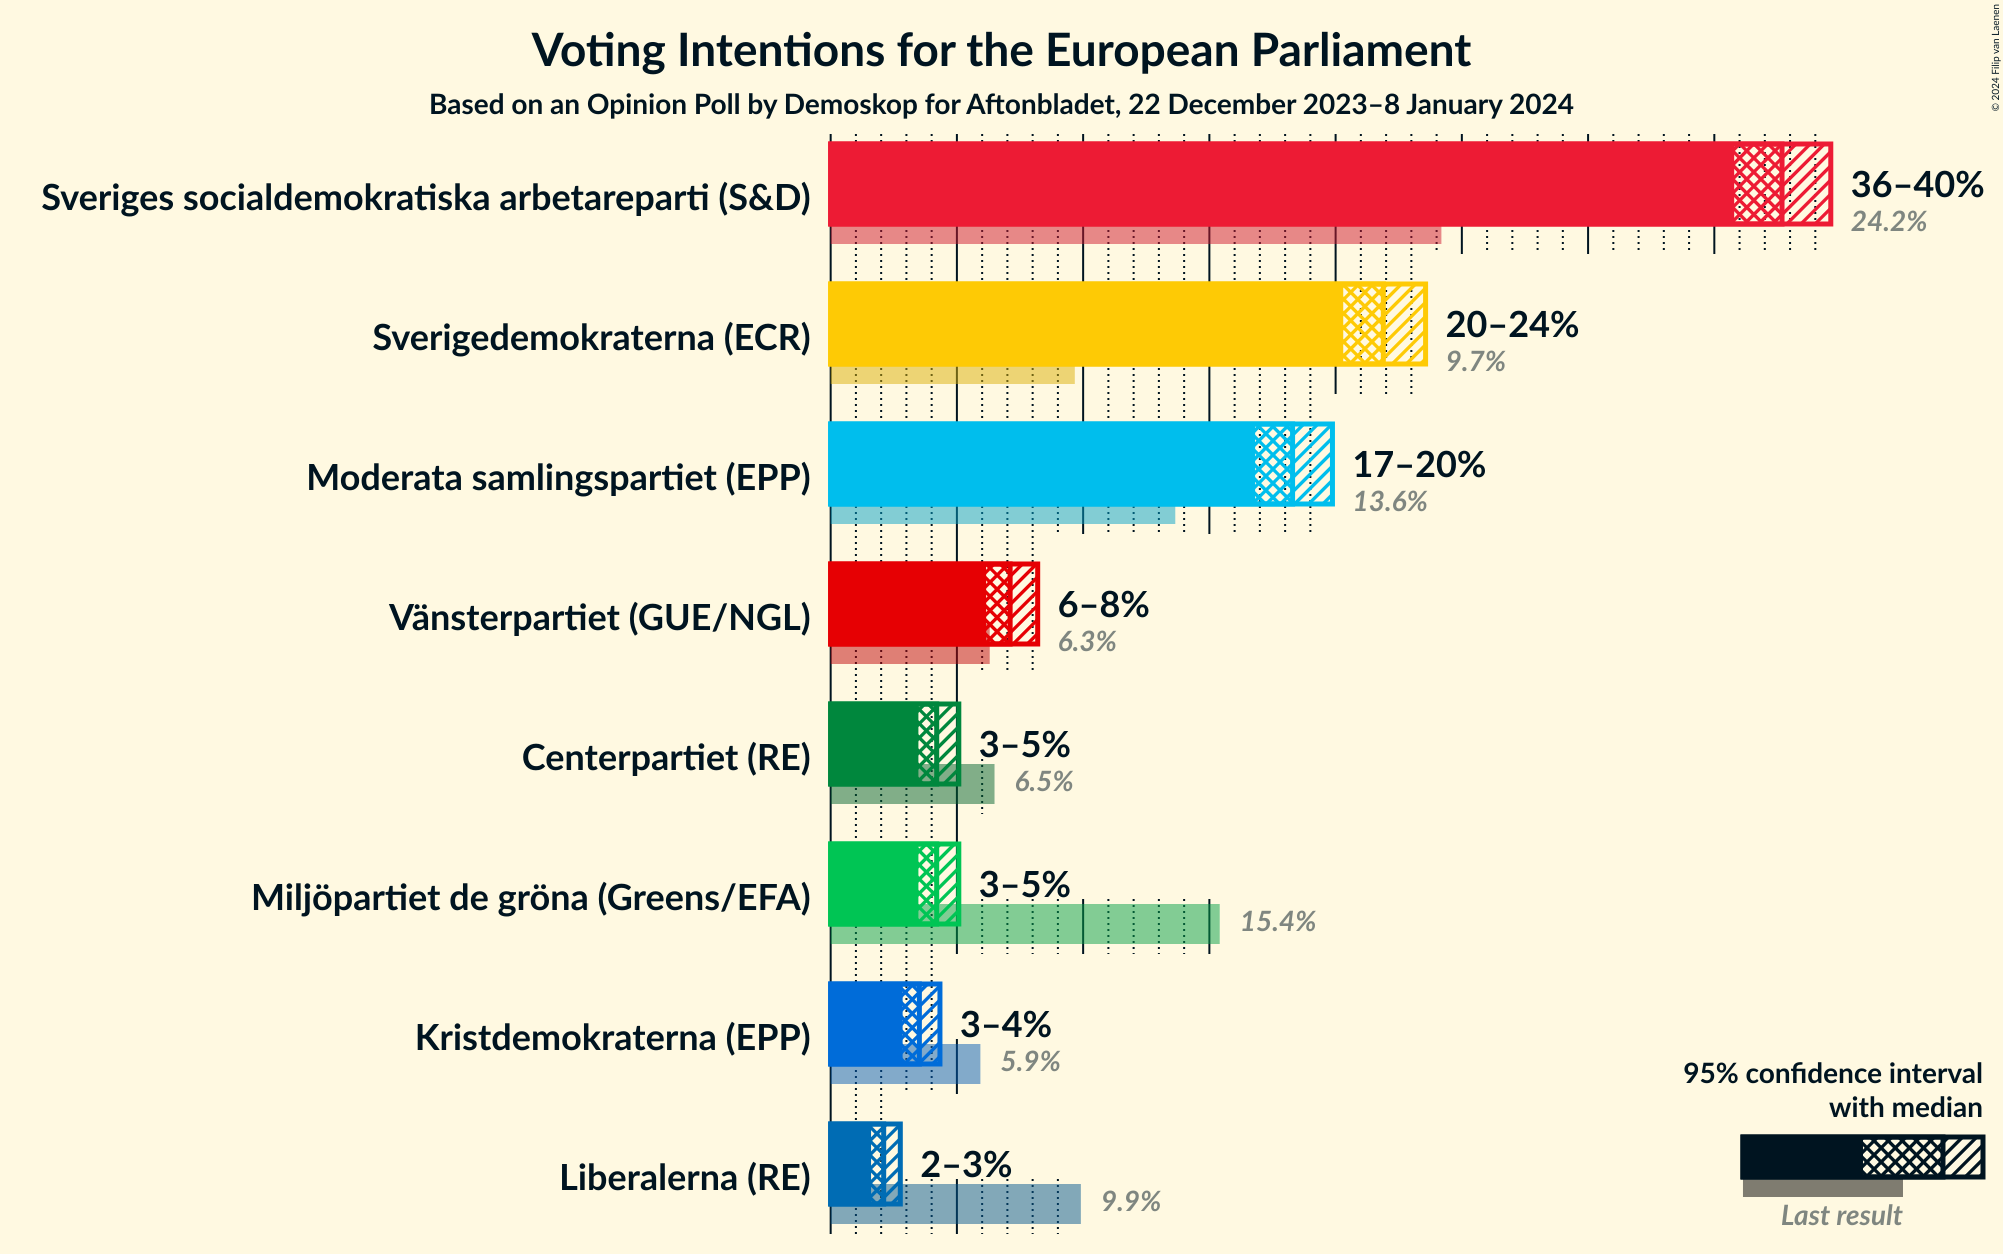 Voting Intentions for the European Parliament
Based on an Opinion Poll by Demoskop for Aftonbladet, 22 December 2023–8 January 2024
© 2024 Filip van Laenen
Sveriges socialdemokratiska arbetareparti (S&D)
36–40%
24.2%
Sverigedemokraterna (ECR)
20–24%
9.7%
Moderata samlingspartiet (EPP)
17–20%
13.6%
Vänsterpartiet (GUE/NGL)
6–8%
6.3%
Centerpartiet (RE)
3–5%
6.5%
Miljöpartiet de gröna (Greens/EFA)
3–5%
15.4%
Kristdemokraterna (EPP)
3–4%
5.9%
Liberalerna (RE)
2–3%
9.9%
95% confidence interval
with median
Last result